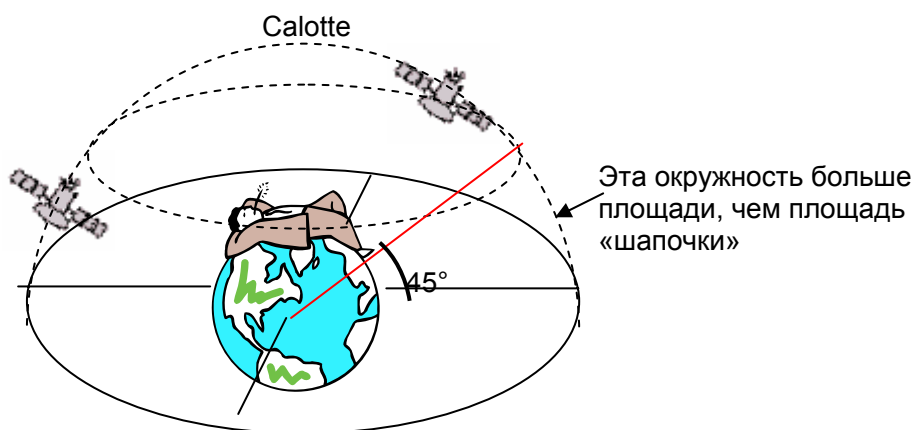 Calotte
Эта окружность больше
площади, чем площадь
«шапочки»
45°